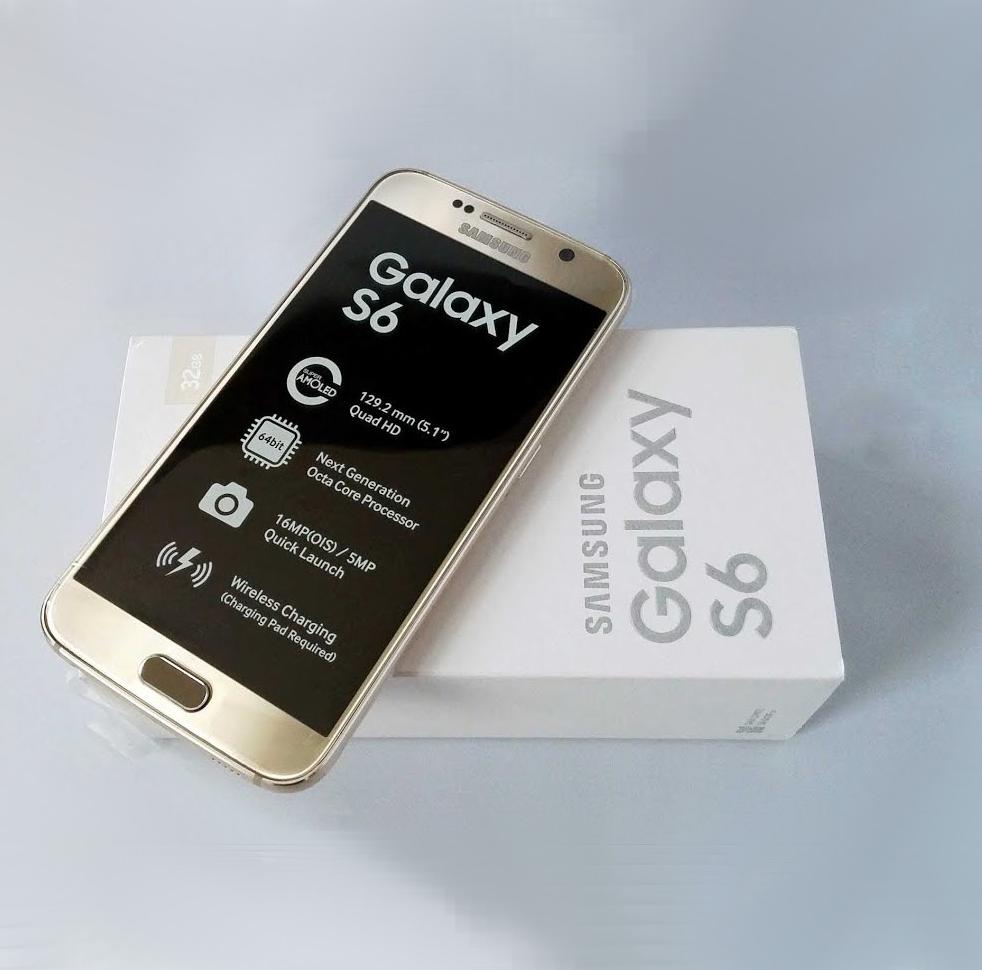 SAMSUNG
Galaxy
S6
SUPER
AMOLED
129.2 mm (5.1")
Quad HD
64bit
Next Generation
Octa Core Processor
16MP(OIS) / 5MP
Quick Launch
Wireless Charging
(Charging Pad Required)
32GB
SAMSUNG
Galaxy
S6